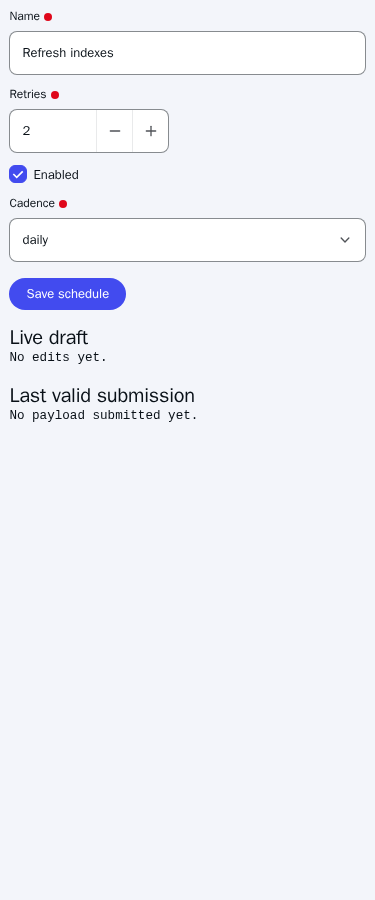 Name
Refresh indexes
Retries
2
Enabled
Cadence
daily
Save schedule
Live draft
No edits yet.
Last valid submission
No payload submitted yet.